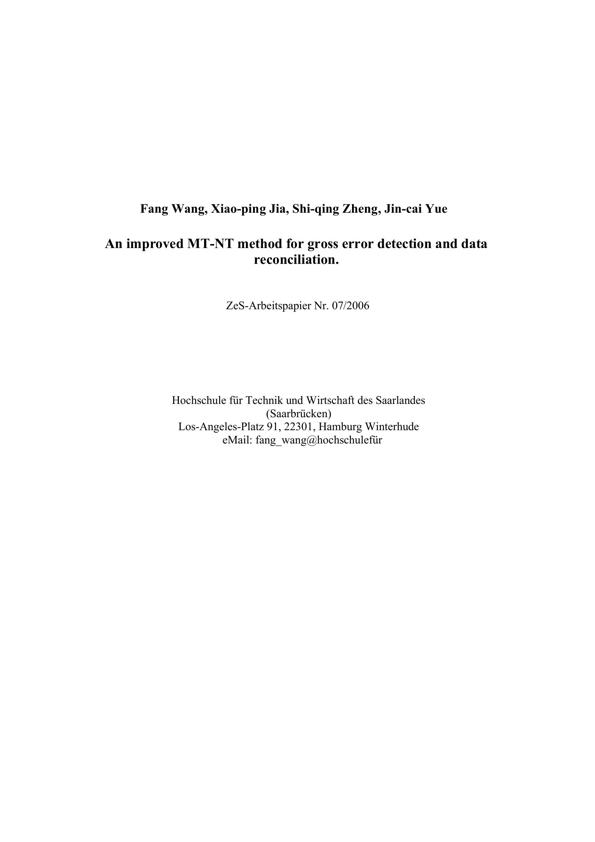 Fang Wang, Xiao-ping Jia, Shi-qing Zheng, Jin-cai Yue
An improved MT-NT method for gross error detection and data
reconciliation.
ZeS-Arbeitspapier Nr. 07/2006
Hochschule für Technik und Wirtschaft des Saarlandes
(Saarbrücken)
Los-Angeles-Platz 91, 22301, Hamburg Winterhude
eMail: fang_wang@hochschulefür